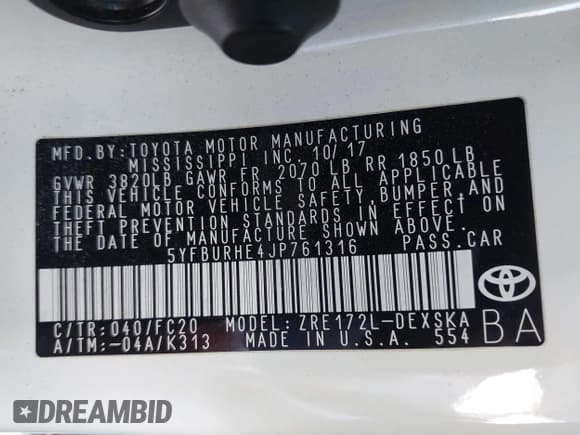 MFD.BY:TOYOTA MOTOR MANUFACTURING
MISSISSIPPI INC. 10/17
GVWR 3820LB GAWR FR. 2070 LB RR 1850 LB
THIS VEHICLE CONFORMS TO ALL APPLICABLE
FEDERAL MOTOR VEHICLE SAFETY,BUMPER,AND
THEFT PREVENTION STANDARDS IN EFFECT ON
THE DATE OF MANUFACTURE SHOWN ABOVE.
5YFBURHE4JP761316 PASS.CAR
C/TR: 040/FC20 MODEL: ZRE172L-DEXSKA
A/TM:-04A/K313 MADE IN U.S.A. 554
BA
DREAMBID